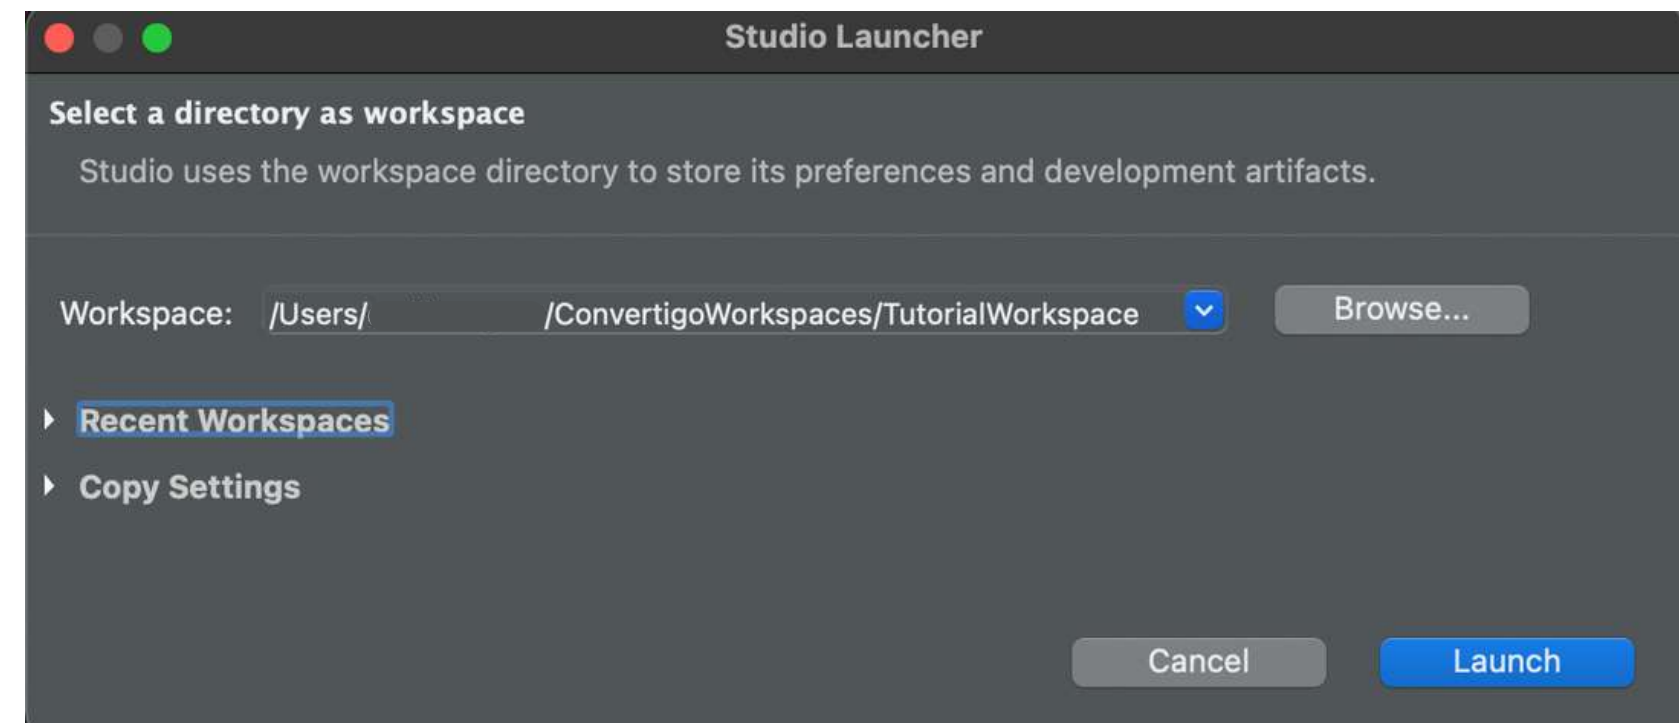 Studio Launcher
Select a directory as workspace
Studio uses the workspace directory to store its preferences and development artifacts.
Workspace: /Users/ /ConvertigoWorkspaces/TutorialWorkspace Browse...
Recent Workspaces
Copy Settings
Cancel Launch